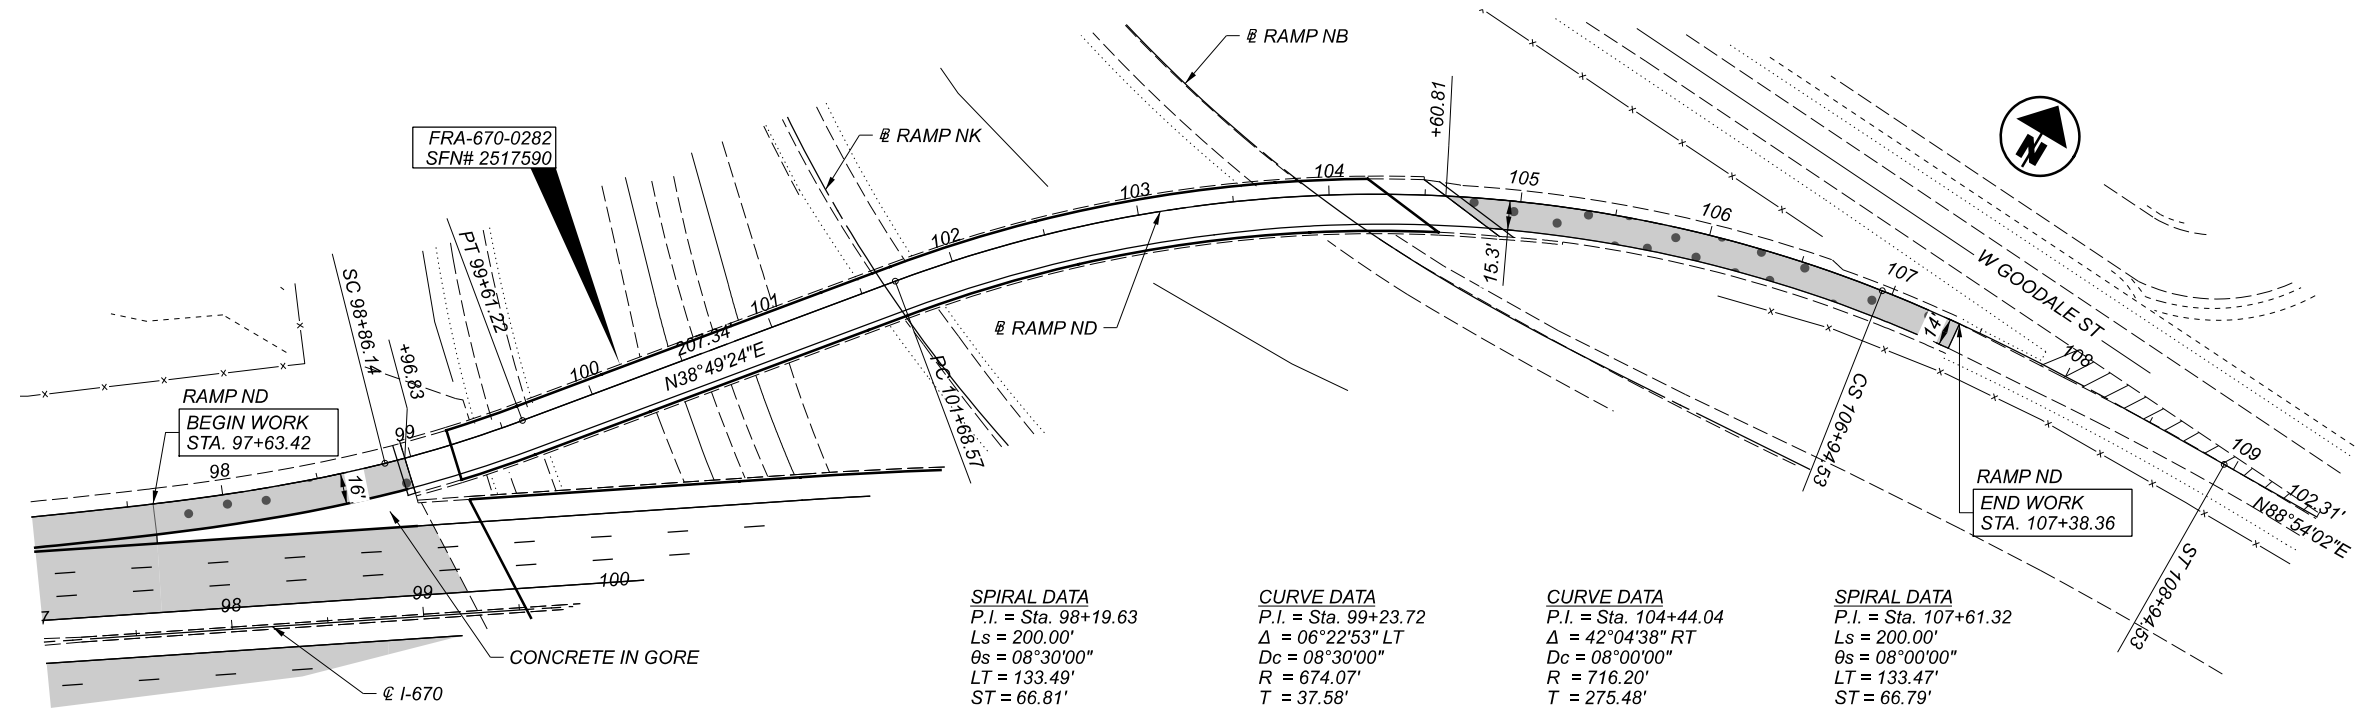 ℄ RAMP NB
+60.81
FRA-670-0282
SFN# 2517590
℄ RAMP NK
N
104
105
103
106
102
107
W GOODALE ST
SC 98+86.14
PT 99+61.22
101
207.34'
15.3'
℄ RAMP ND
N38°49'24"E
100
+96.83
PC 101+68.57
14'
108
RAMP ND
BEGIN WORK
STA. 97+63.42
99
98
16'
CS 106+94.53
109
RAMP ND
END WORK
STA. 107+38.36
102.31'
N88°54'02"E
ST 108+94.53
100
99
98
7
CONCRETE IN GORE
℄ I-670
SPIRAL DATA
P.I. = Sta. 98+19.63
Ls = 200.00'
θs = 08°30'00"
LT = 133.49'
ST = 66.81'
CURVE DATA
P.I. = Sta. 99+23.72
Δ = 06°22'53" LT
Dc = 08°30'00"
R = 674.07'
T = 37.58'
CURVE DATA
P.I. = Sta. 104+44.04
Δ = 42°04'38" RT
Dc = 08°00'00"
R = 716.20'
T = 275.48'
SPIRAL DATA
P.I. = Sta. 107+61.32
Ls = 200.00'
θs = 08°00'00"
LT = 133.47'
ST = 66.79'